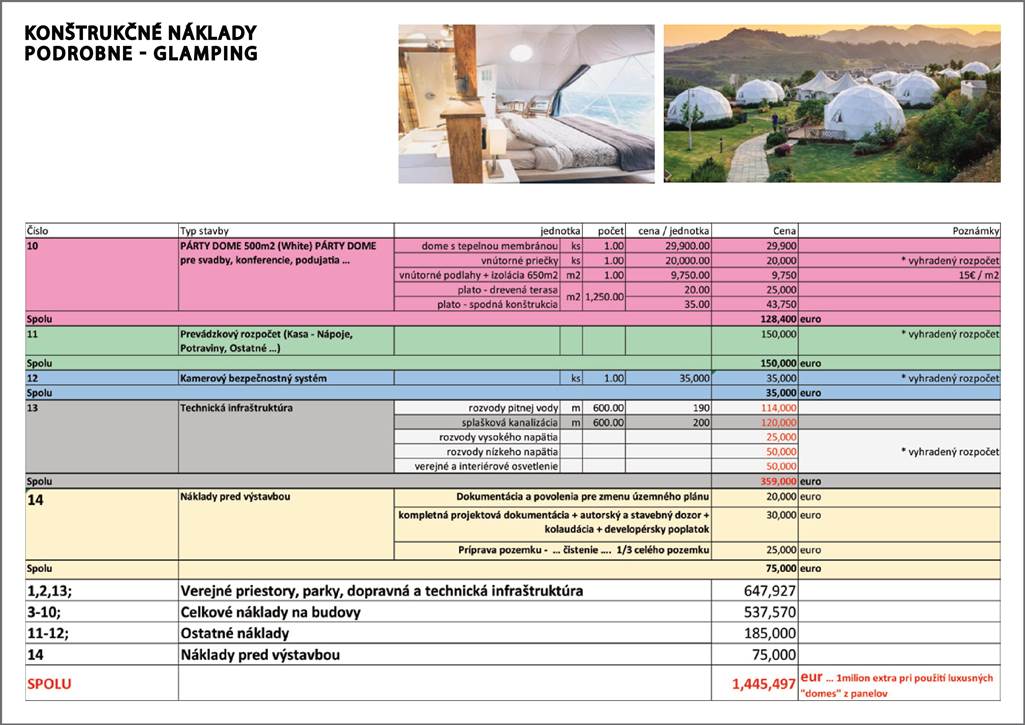 KONŠTRUKČNÉ NÁKLADY
PODROBNE - GLAMPING
Číslo Typ stavby jednotka počet cena / jednotka Cena Poznámky
10 PÁRTY DOME 500m2 (White) PÁRTY DOME dome s tepelnou membránou ks 1.00 29,900.00 29,900
pre svadby, konferencie, podujatia ... vnútorné priečky ks 1.00 20,000.00 20,000 * vyhradený rozpočet
vnútorné podlahy + izolácia 650m2 m2 1.00 9,750.00 9,750 15€ / m2
plato - drevená terasa m2 1,250.00 20.00 25,000
plato - spodná konštrukcia 35.00 43,750
Spolu 128,400 euro
11 Prevádzkový rozpočet (Kasa - Nápoje, 150,000 * vyhradený rozpočet
Potraviny, Ostatné ...)
Spolu 150,000 euro
12 Kamerový bezpečnostný systém ks 1.00 35,000 35,000 * vyhradený rozpočet
Spolu 35,000 euro
13 Technická infraštruktúra rozvody pitnej vody m 600.00 190 114,000
splašková kanalizácia m 600.00 200 120,000
rozvody vysokého napätia 25,000
rozvody nízkeho napätia 50,000 * vyhradený rozpočet
verejné a interiérové osvetlenie 50,000
Spolu 359,000 euro
14 Náklady pred výstavbou Dokumentácia a povolenia pre zmenu územného plánu 20,000 euro
kompletná projektová dokumentácia + autorský a stavebný dozor + 30,000 euro
kolaudácia + developérsky poplatok
Príprava pozemku - ... čistenie .... 1/3 celého pozemku 25,000 euro
Spolu 75,000 euro
1,2,13; Verejné priestory, parky, dopravná a technická infraštruktúra 647,927
3-10; Celkové náklady na budovy 537,570
11-12; Ostatné náklady 185,000
14 Náklady pred výstavbou 75,000
SPOLU 1,445,497 eur ... 1milion extra pri použití luxusných
"domes" z panelov